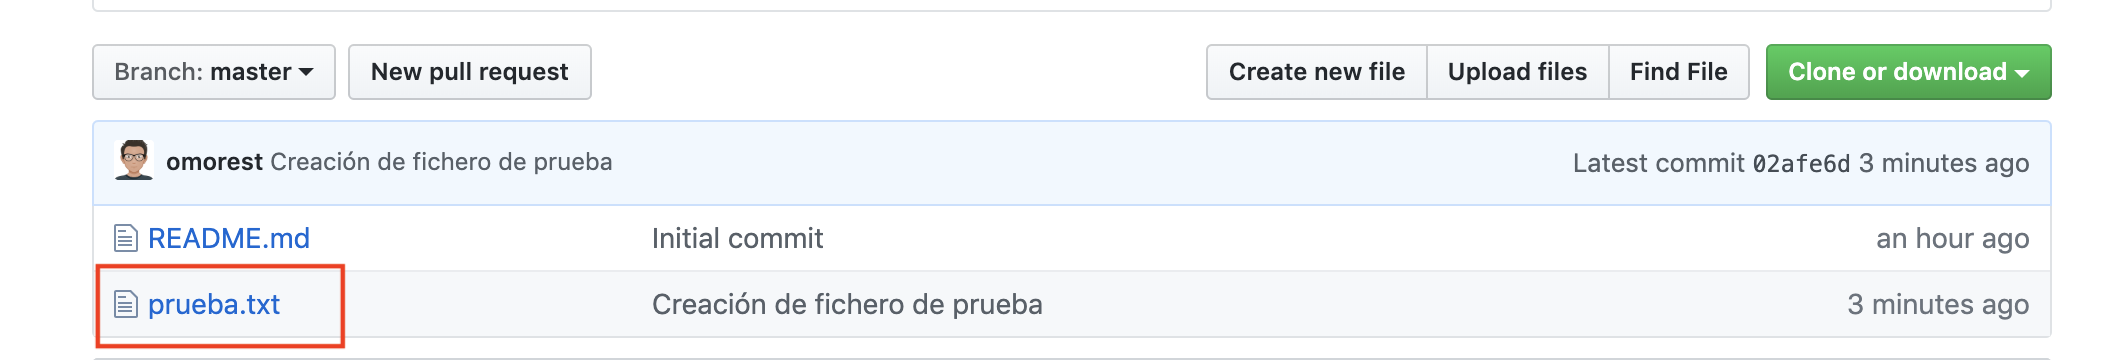 Branch: master New pull request Create new file Upload files Find File Clone or download
omorest Creación de fichero de prueba Latest commit 02afe6d 3 minutes ago
README.md Initial commit an hour ago
prueba.txt Creación de fichero de prueba 3 minutes ago